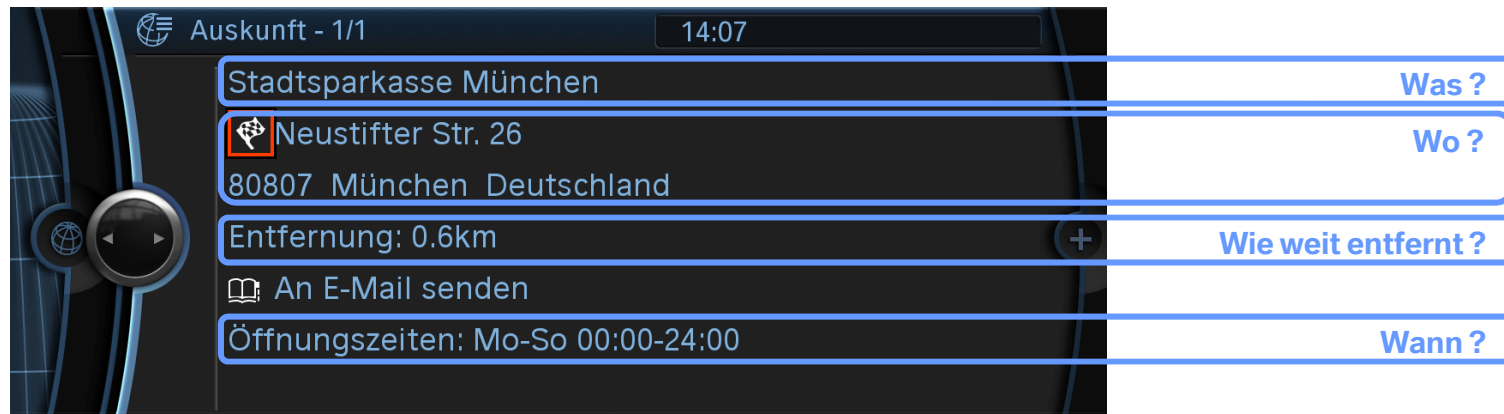 Auskunft - 1/1 14:07
Stadtsparkasse München Was ?
Neustifter Str. 26 Wo ?
80807 München Deutschland
Entfernung: 0.6km Wie weit entfernt ?
An E-Mail senden
Öffnungszeiten: Mo-So 00:00-24:00 Wann ?